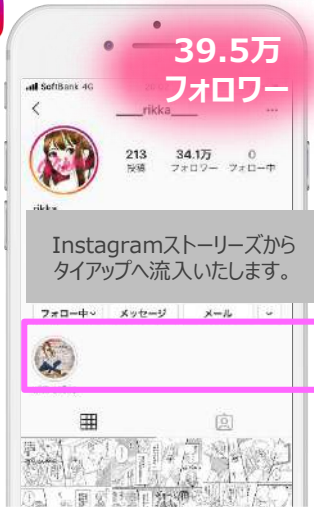 39.5万
フォロワー
SoftBank 4G
___rikka___
213 34.1万 0
投稿 フォロワー フォロー中
rikka
Instagramストーリーズから
タイアップへ流入いたします。
フォロー中 メッセージ メール